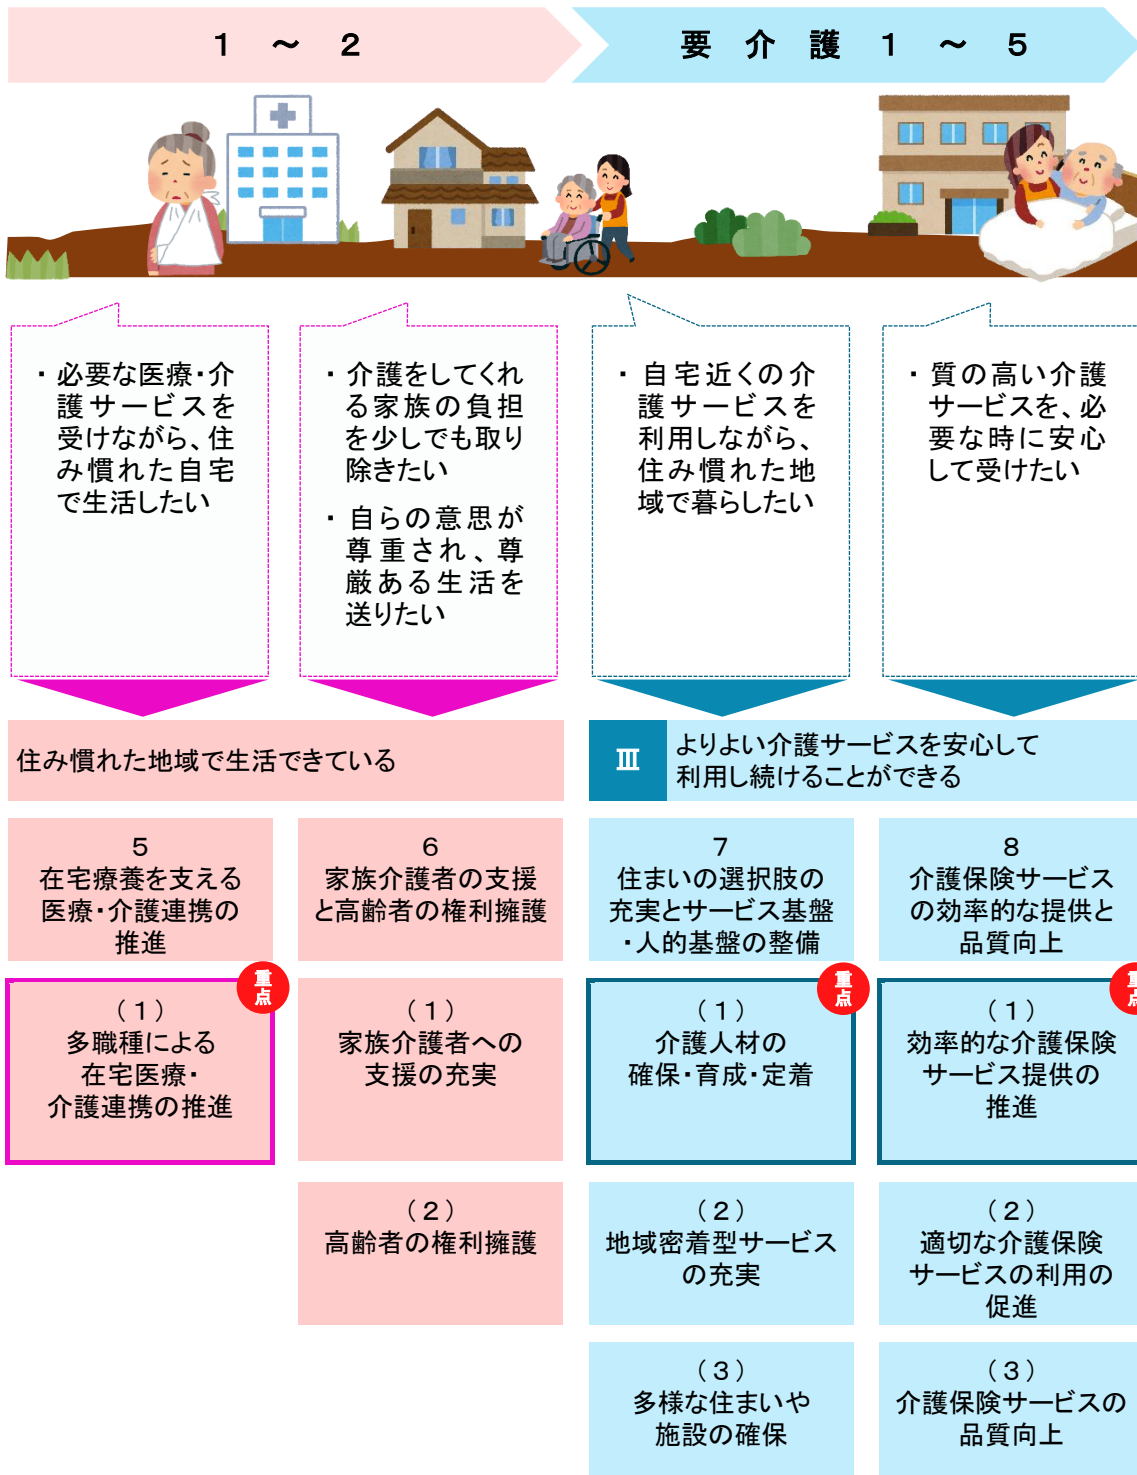 １ ～ ２
要 介 護 １ ～ ５
・必要な医療・介
護サービスを
受けながら、住
み慣れた自宅
で生活したい
・介護をしてくれ
る家族の負担
を少しでも取り
除きたい
・自らの意思が
尊重され、尊
厳ある生活を
送りたい
・自宅近くの介
護サービスを
利用しながら、
住み慣れた地
域で暮らしたい
・質の高い介護
サービスを、必
要な時に安心
して受けたい
住み慣れた地域で生活できている
Ⅲ
よりよい介護サービスを安心して
利用し続けることができる
５
在宅療養を支える
医療・介護連携の
推進
６
家族介護者の支援
と高齢者の権利擁護
７
住まいの選択肢の
充実とサービス基盤
・人的基盤の整備
８
介護保険サービス
の効率的な提供と
品質向上
重点
（１）
多職種による
在宅医療・
介護連携の推進
（１）
家族介護者への
支援の充実
重点
（１）
介護人材の
確保・育成・定着
重点
（１）
効率的な介護保険
サービス提供の
推進
（２）
高齢者の権利擁護
（２）
地域密着型サービス
の充実
（２）
適切な介護保険
サービスの利用の
促進
（３）
多様な住まいや
施設の確保
（３）
介護保険サービスの
品質向上